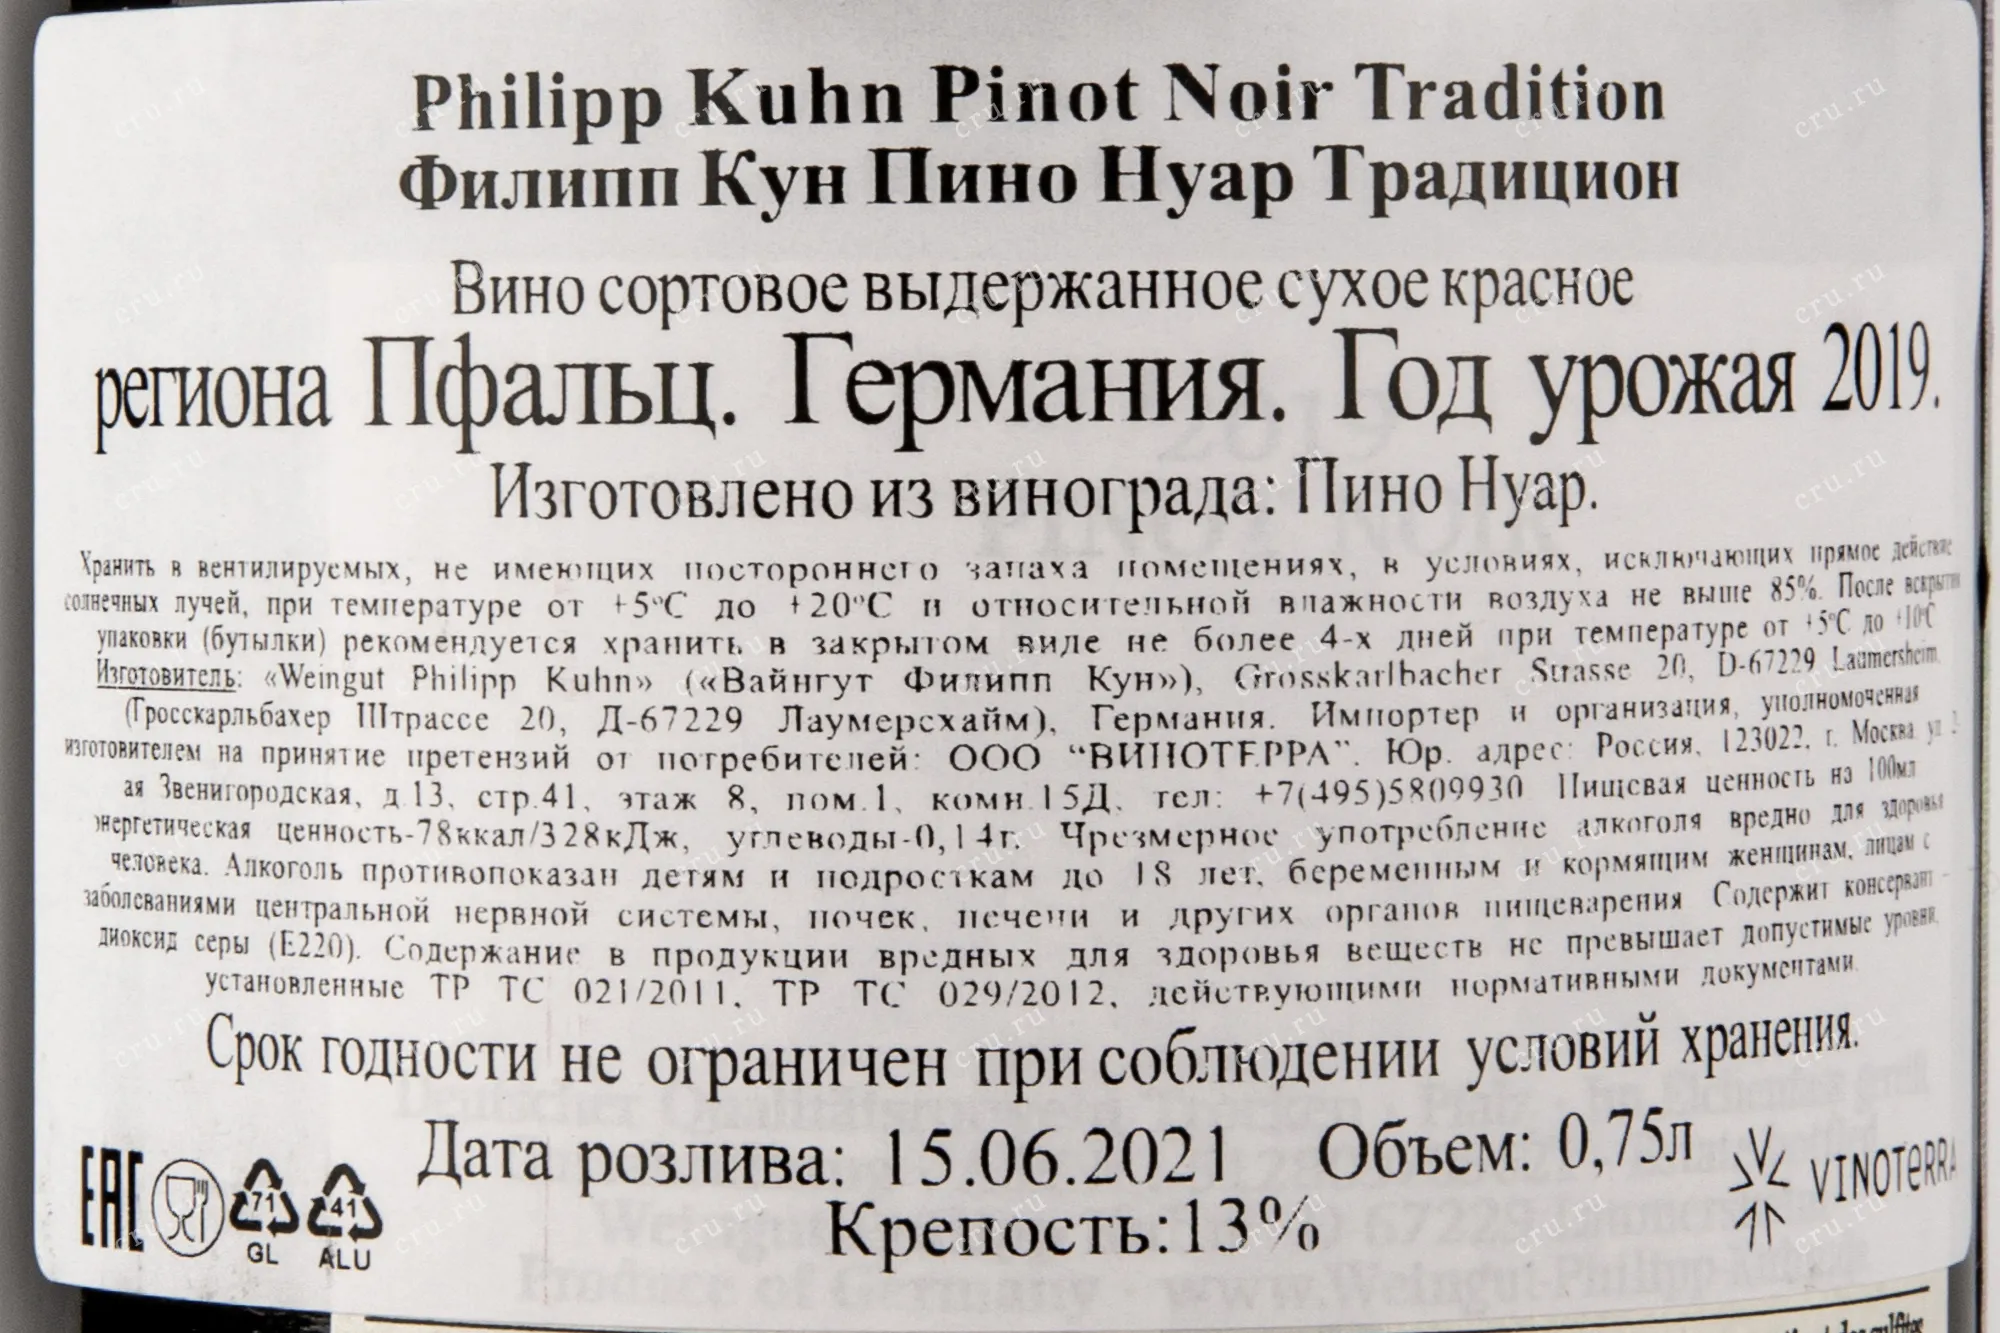 Philipp Kuhn Pinot Noir Tradition
Филипп Кун Пино Нуар Традицион
Вино сортовое выдержанное сухое красное
региона Пфальц. Германия. Год урожая 2019.
Изготовлено из винограда: Пино Нуар.
Хранить в вентилируемых, не имеющих постороннего запаха помещениях, в условиях, исключающих прямое действие
солнечных лучей, при температуре от +5ºС до +20ºС и относительной влажности воздуха не выше 85%. После вскрытия
упаковки (бутылки) рекомендуется хранить в закрытом виде не более 4-х дней при температуре от +5ºС до +10ºС
Изготовитель: «Weingut Philipp Kuhn» («Вайнгут Филипп Кун»), Grosskarlbacher Strasse 20, D-67229 Laumersheim
(Гросскарльбахер Штрассе 20, Д-67229 Лаумерсхайм), Германия. Импортер и организация, уполномоченная
изготовителем на принятие претензий от потребителей: ООО “ВИНОТЕРРА”. Юр. адрес: Россия, 123022, г. Москва ул 2-
ая Звенигородская, д.13, стр.41, этаж 8, пом.1, комн.15Д, тел: +7(495)5809930 Пищевая ценность на 100мл
энергетическая ценность-78ккал/328кДж, углеводы-0,14г. Чрезмерное употребление алкоголя вредно для здоровья
человека. Алкоголь противопоказан детям и подросткам до 18 лет, беременным и кормящим женщинам, лицам с
заболеваниями центральной нервной системы, почек, печени и других органов пищеварения Содержит консервант -
диоксид серы (Е220). Содержание в продукции вредных для здоровья веществ не превышает допустимые уровни,
установленные ТР ТС 021/2011, ТР ТС 029/2012, действующими нормативными документами.
Срок годности не ограничен при соблюдении условий хранения.
Дата розлива: 15.06.2021 Объем: 0,75л
Крепость:13%
EAC
71
GL
41
ALU
VINOTERRA
cru.ru